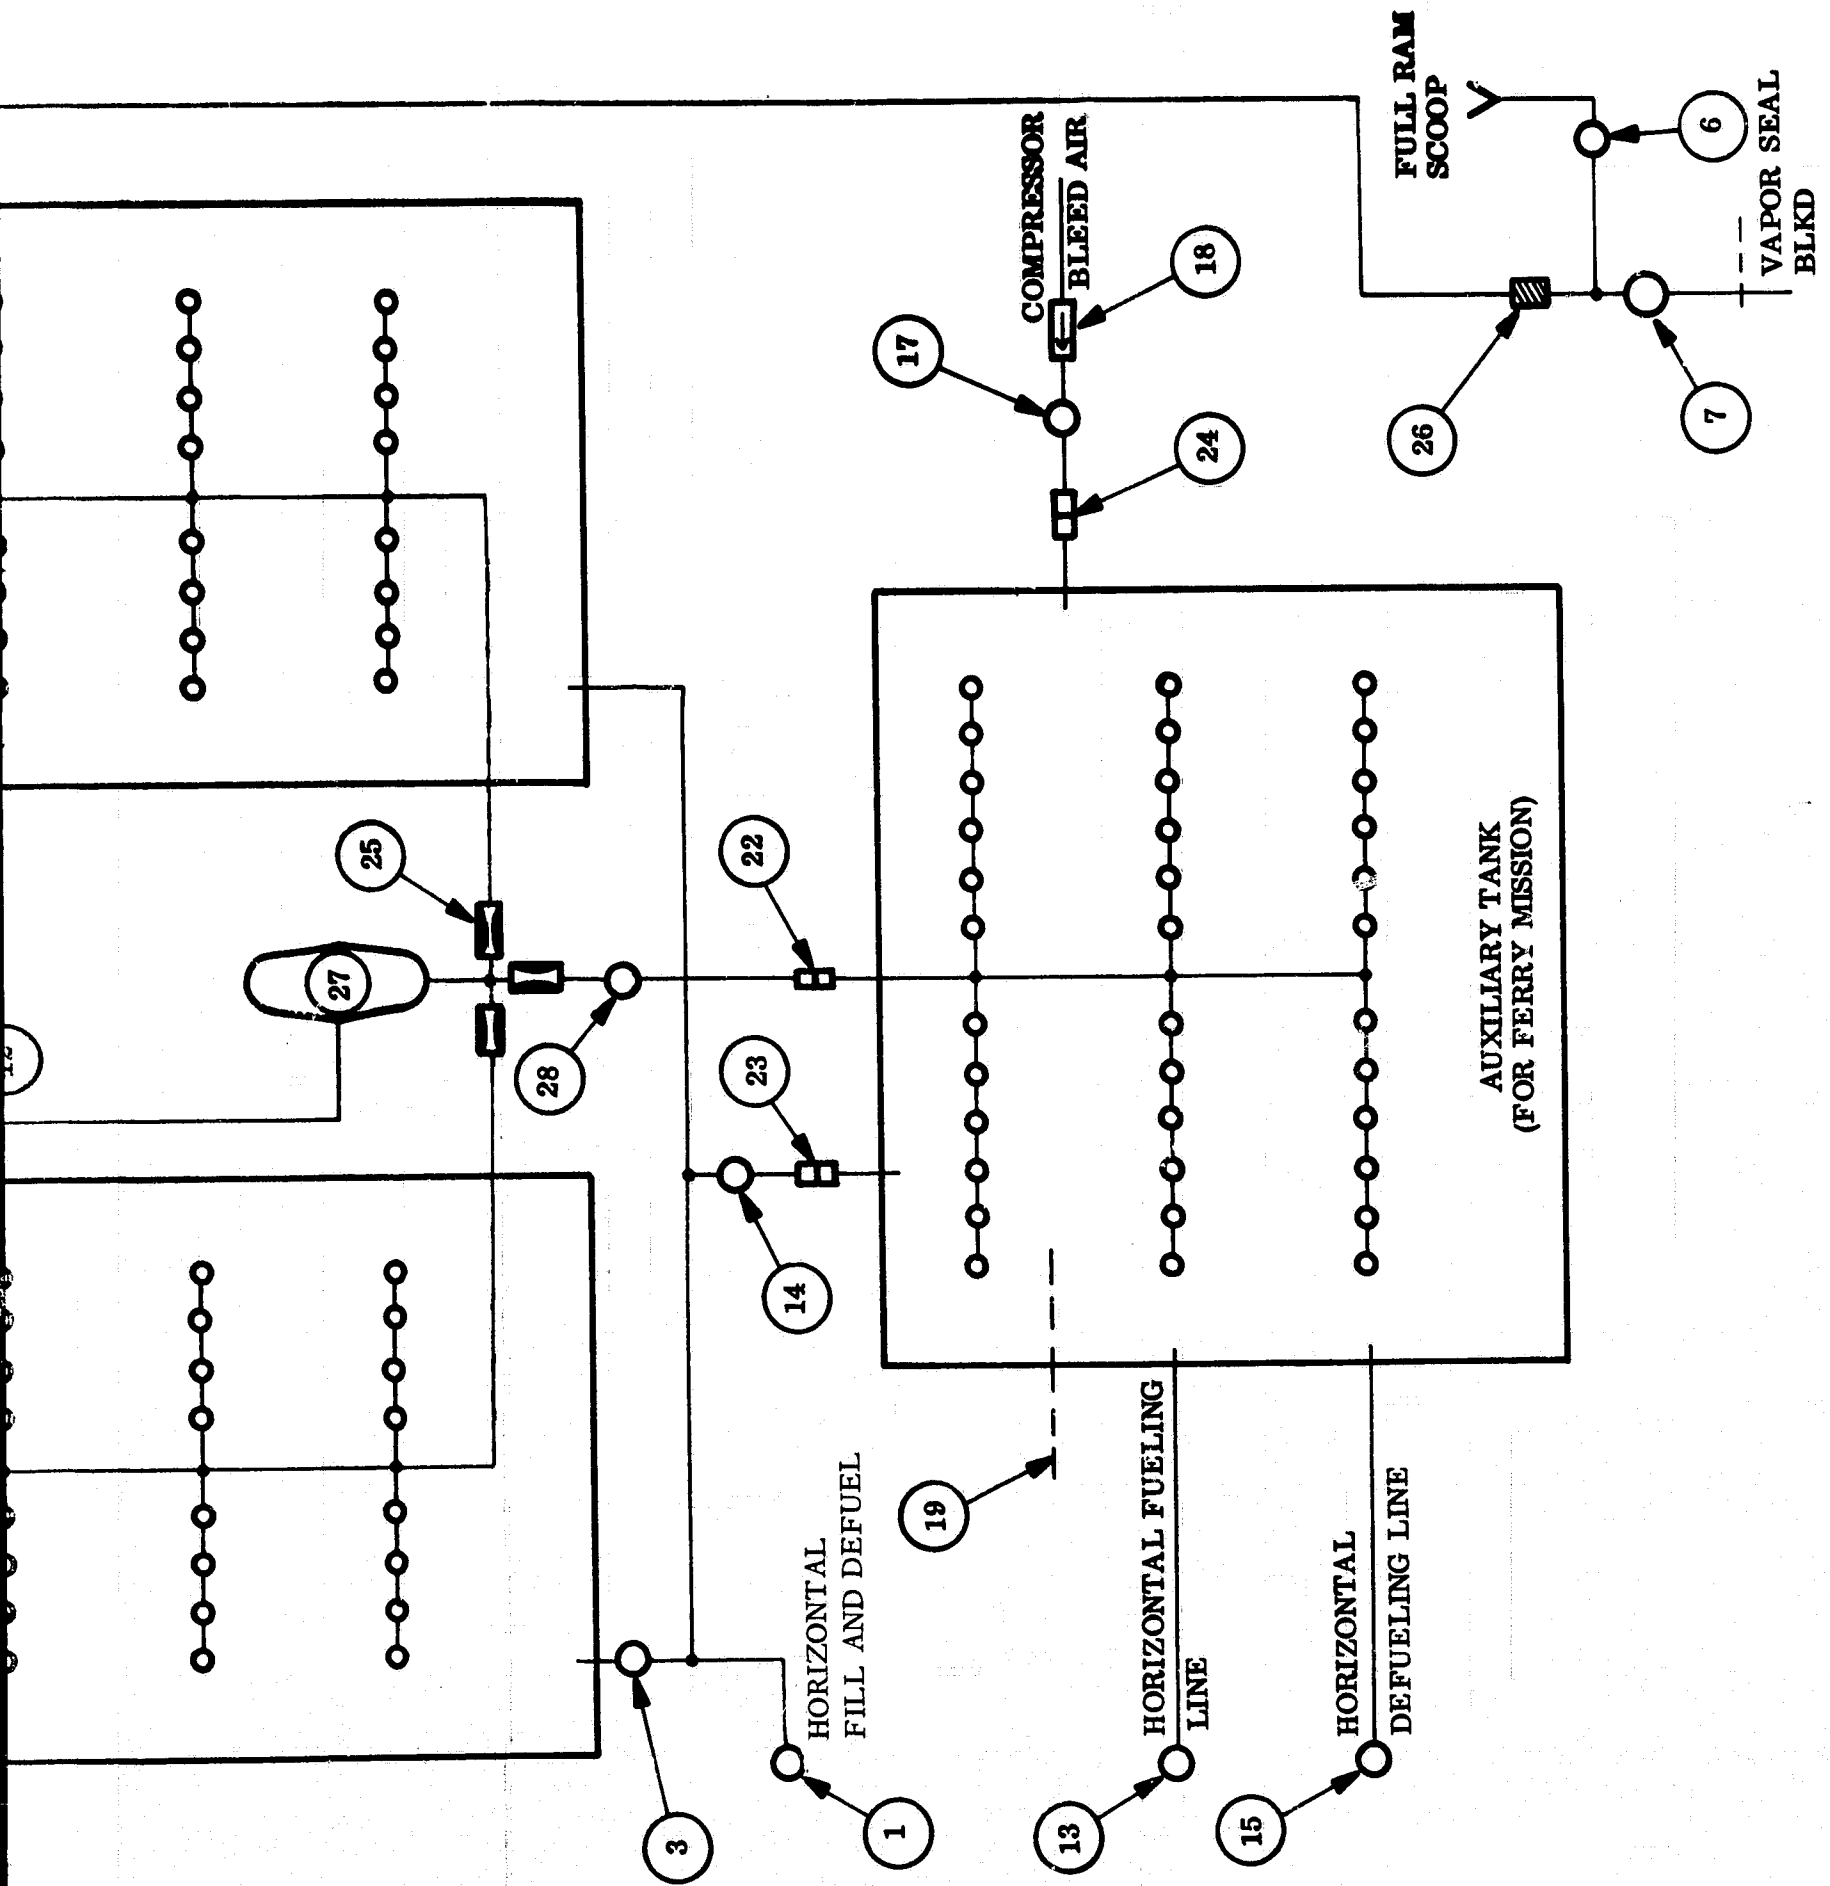 FULL RAM
SCOOP
6
VAPOR SEAL
BLKD
COMPRESSOR
BLEED AIR
18
17
24
26
7
25
22
27
28
23
14
AUXILIARY TANK
(FOR FERRY MISSION)
19
HORIZONTAL
FILL AND DEFUEL
HORIZONTAL FUELING
LINE
HORIZONTAL
DEFUELING LINE
3
1
13
15